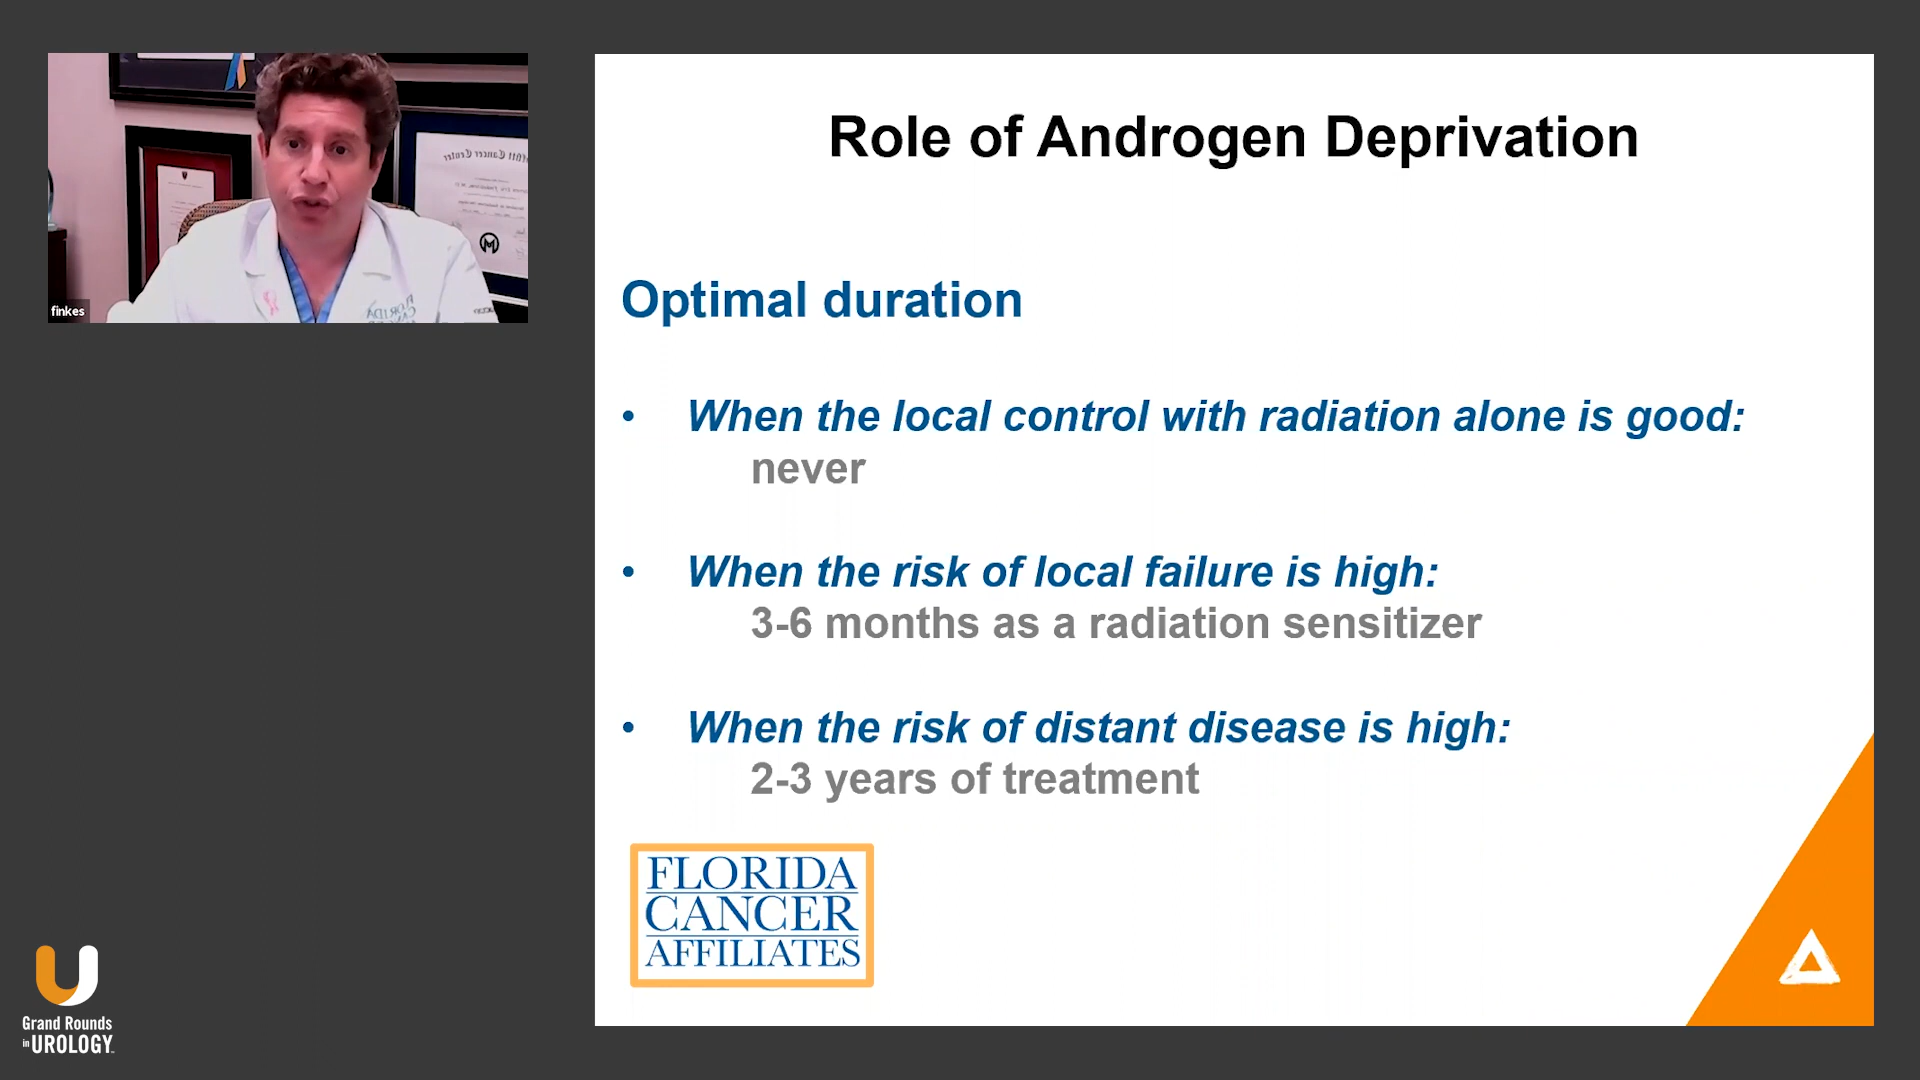 finkes
Role of Androgen Deprivation
Optimal duration
• When the local control with radiation alone is good:
never
• When the risk of local failure is high:
3-6 months as a radiation sensitizer
• When the risk of distant disease is high:
2-3 years of treatment
FLORIDA
CANCER
AFFILIATES
Grand Rounds
in UROLOGY